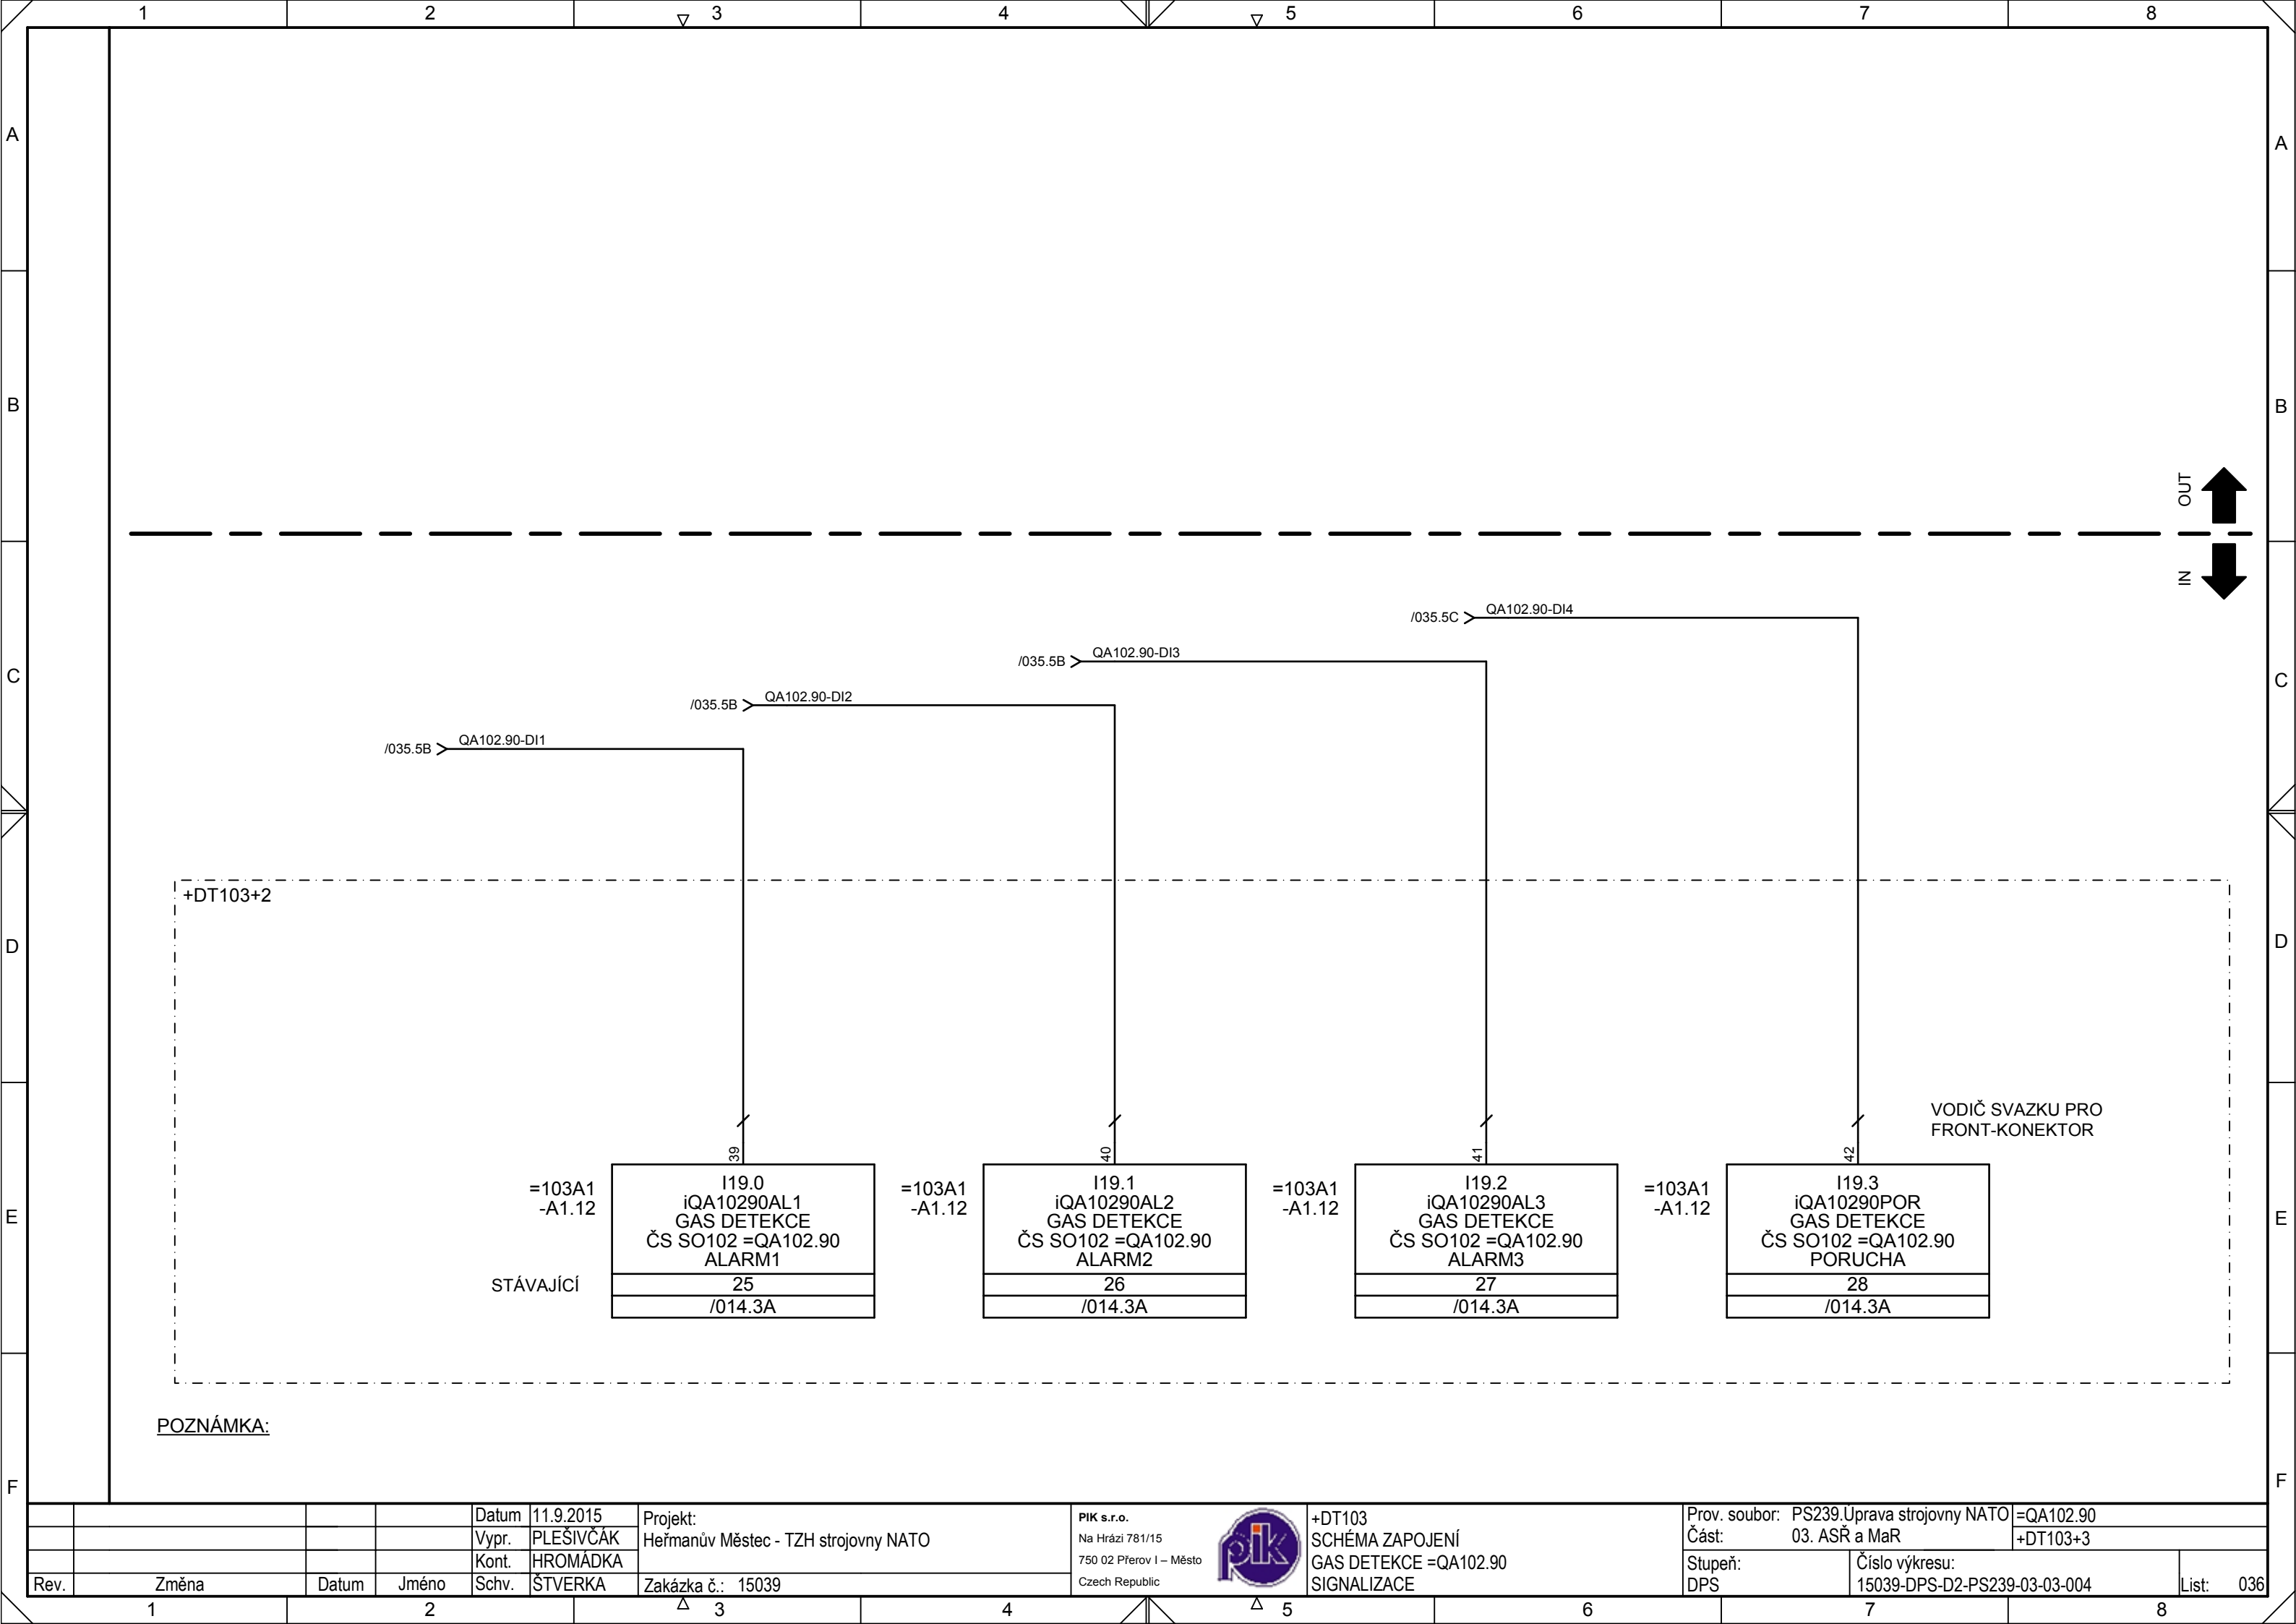 1 2 3 4 5 6 7 8
A A
B B
OUT
IN
/035.5C QA102.90-DI4
/035.5B QA102.90-DI3
/035.5B QA102.90-DI2
/035.5B QA102.90-DI1
C C
+DT103+2
D D
VODIČ SVAZKU PRO
FRONT-KONEKTOR
39 40 41 42
=103A1
-A1.12
I19.0
iQA10290AL1
GAS DETEKCE
ČS SO102 =QA102.90
ALARM1
25
/014.3A
STÁVAJÍCÍ
=103A1
-A1.12
I19.1
iQA10290AL2
GAS DETEKCE
ČS SO102 =QA102.90
ALARM2
26
/014.3A
=103A1
-A1.12
I19.2
iQA10290AL3
GAS DETEKCE
ČS SO102 =QA102.90
ALARM3
27
/014.3A
=103A1
-A1.12
I19.3
iQA10290POR
GAS DETEKCE
ČS SO102 =QA102.90
PORUCHA
28
/014.3A
E E
POZNÁMKA:
F F
Rev. Změna Datum Jméno
Datum 11.9.2015
Vypr. PLEŠIVČÁK
Kont. HROMÁDKA
Schv. ŠTVERKA
Projekt:
Heřmanův Městec - TZH strojovny NATO
Zakázka č.: 15039
PIK s.r.o.
Na Hrázi 781/15
750 02 Přerov I – Město
Czech Republic
pik
+DT103
SCHÉMA ZAPOJENÍ
GAS DETEKCE =QA102.90
SIGNALIZACE
Prov. soubor: PS239.Úprava strojovny NATO
Část: 03. ASŘ a MaR
=QA102.90
+DT103+3
Stupeň:
DPS
Číslo výkresu:
15039-DPS-D2-PS239-03-03-004
List: 036
1 2 3 4 5 6 7 8